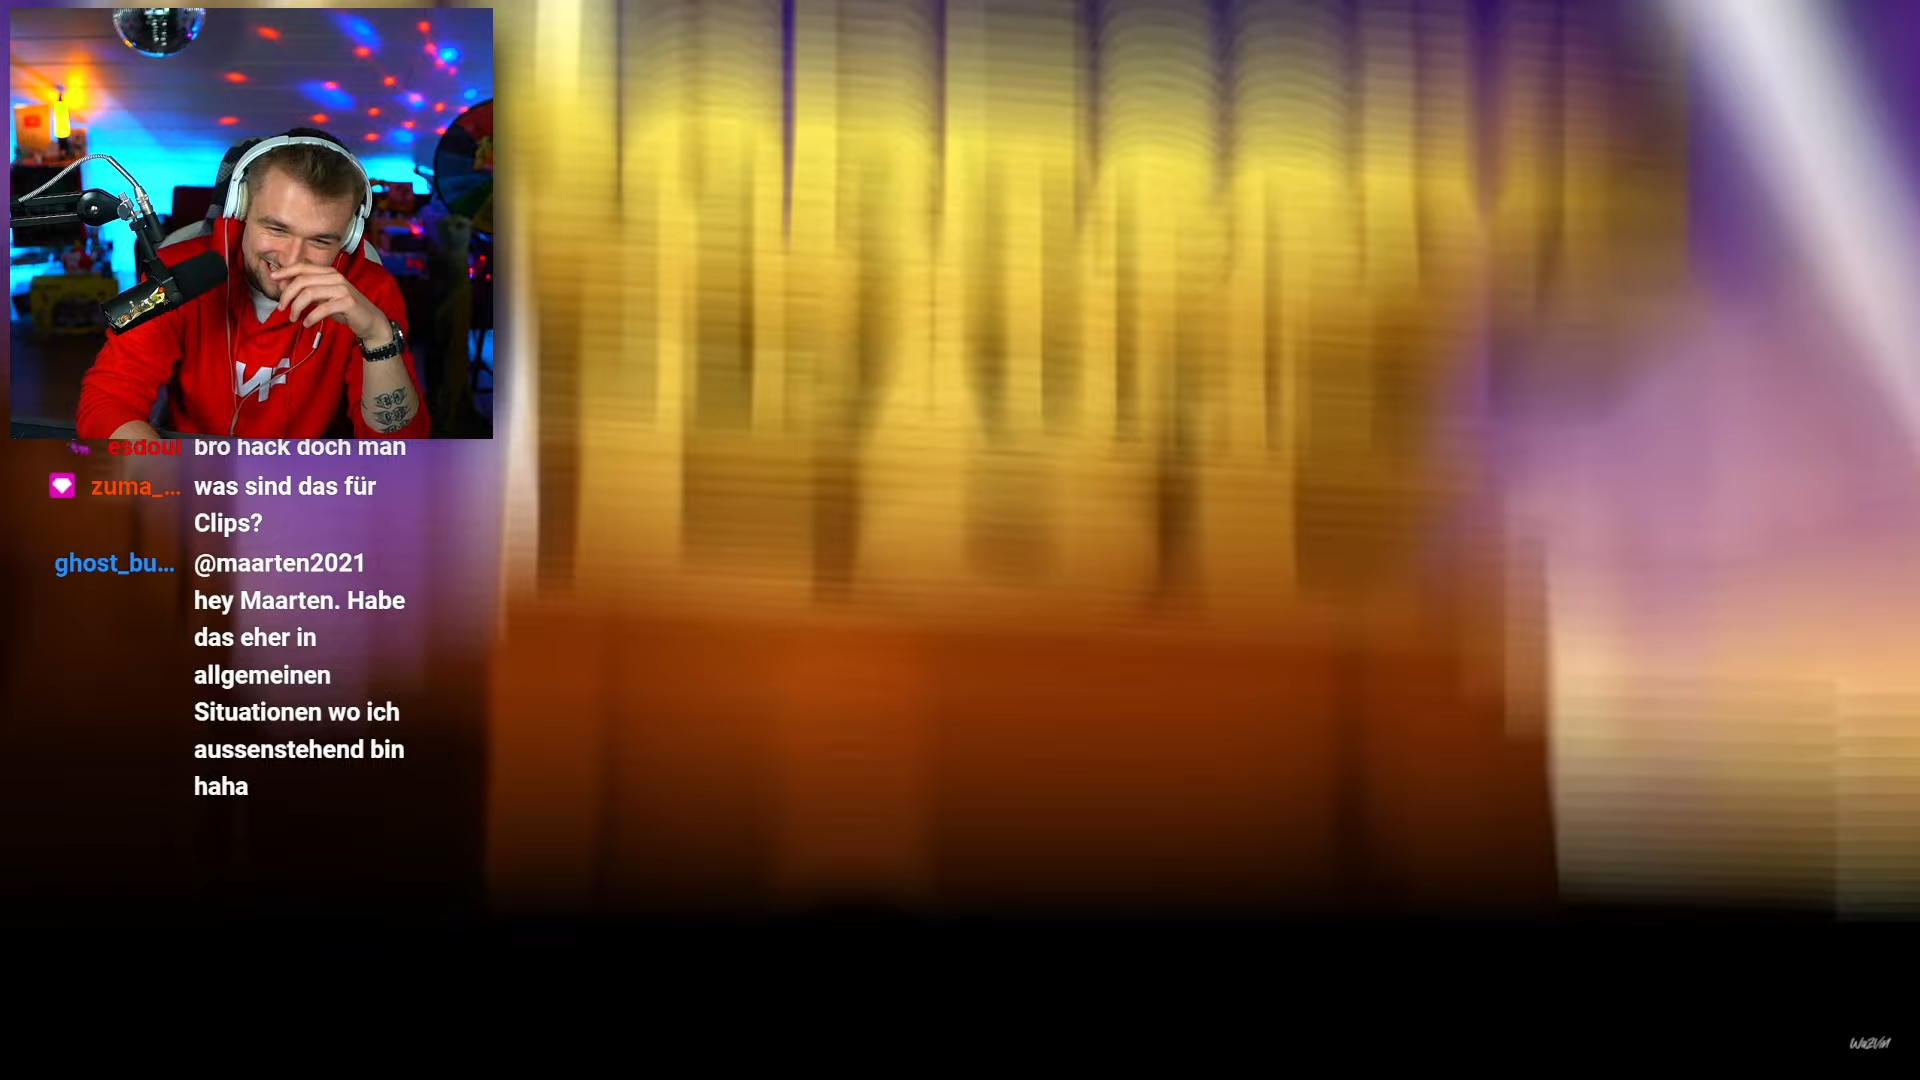 esdoul bro hack doch man
zuma_... was sind das für
Clips?
ghost_bu... @maarten2021
hey Maarten. Habe
das eher in
allgemeinen
Situationen wo ich
aussenstehend bin
haha